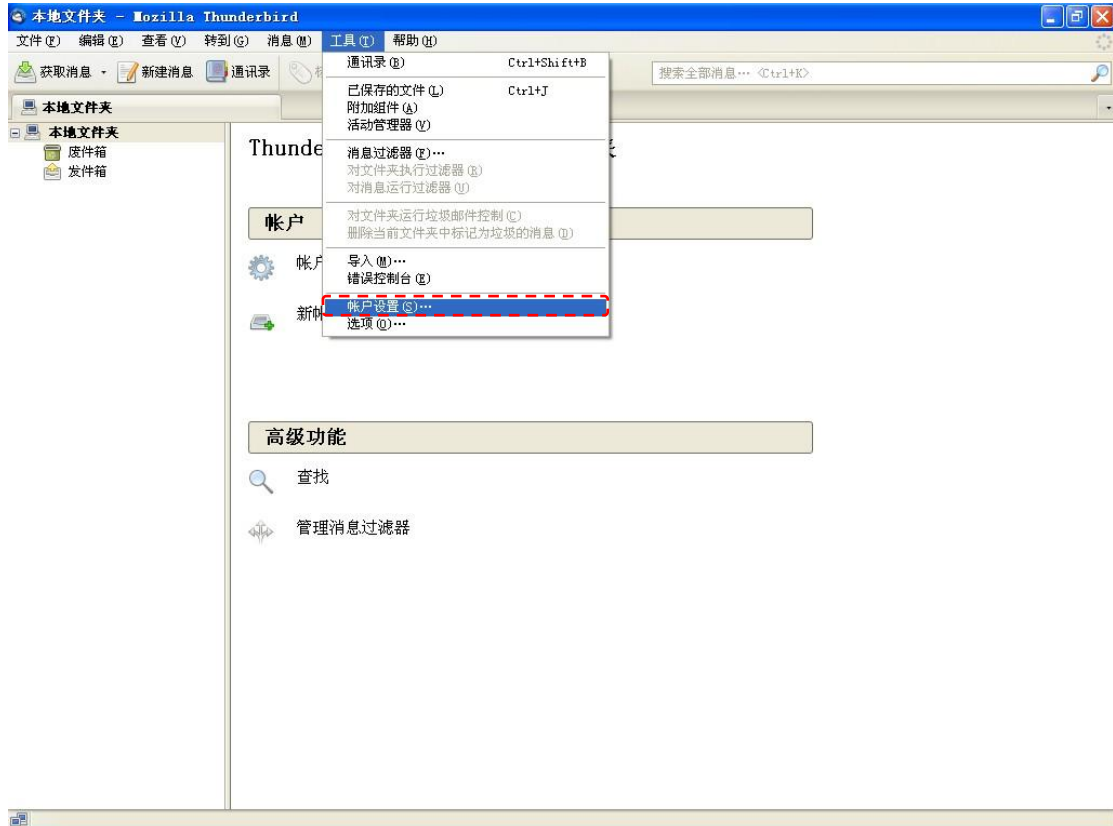 本地文件夹 - Mozilla Thunderbird
文件(F) 编辑(E) 查看(V) 转到(G) 消息(M) 工具(T) 帮助(H)
获取消息 新建消息 通讯录 搜索全部消息… <Ctrl+K>
本地文件夹
本地文件夹
废件箱
发件箱
通讯录(B) Ctrl+Shift+B
已保存的文件(L) Ctrl+J
附加组件(A)
活动管理器(V)
消息过滤器(F)…
对文件夹执行过滤器(R)
对消息运行过滤器(U)
对文件夹运行垃圾邮件控制(C)
删除当前文件夹中标记为垃圾的消息(D)
导入(M)…
错误控制台(E)
帐户设置(S)…
选项(O)…
Thunde
帐户
帐户
新帐
高级功能
查找
管理消息过滤器